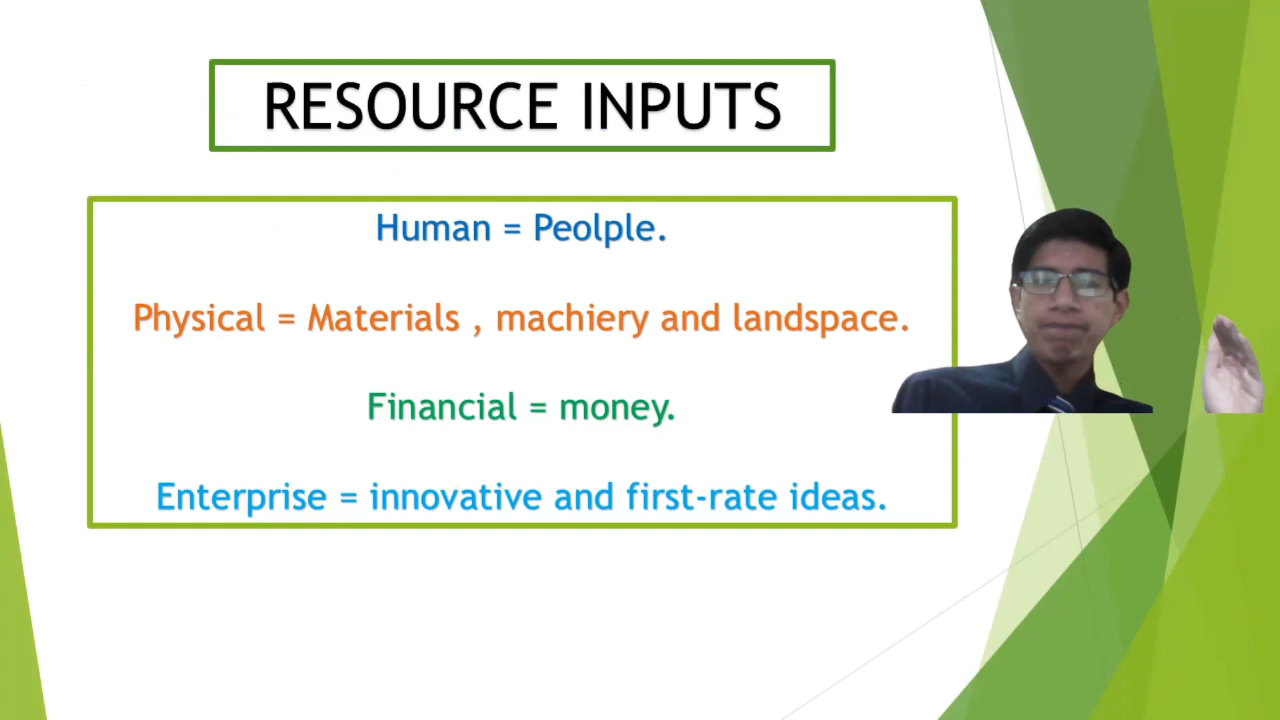 RESOURCE INPUTS
Human = Peolple.
Physical = Materials , machiery and landspace.
Financial = money.
Enterprise = innovative and first-rate ideas.